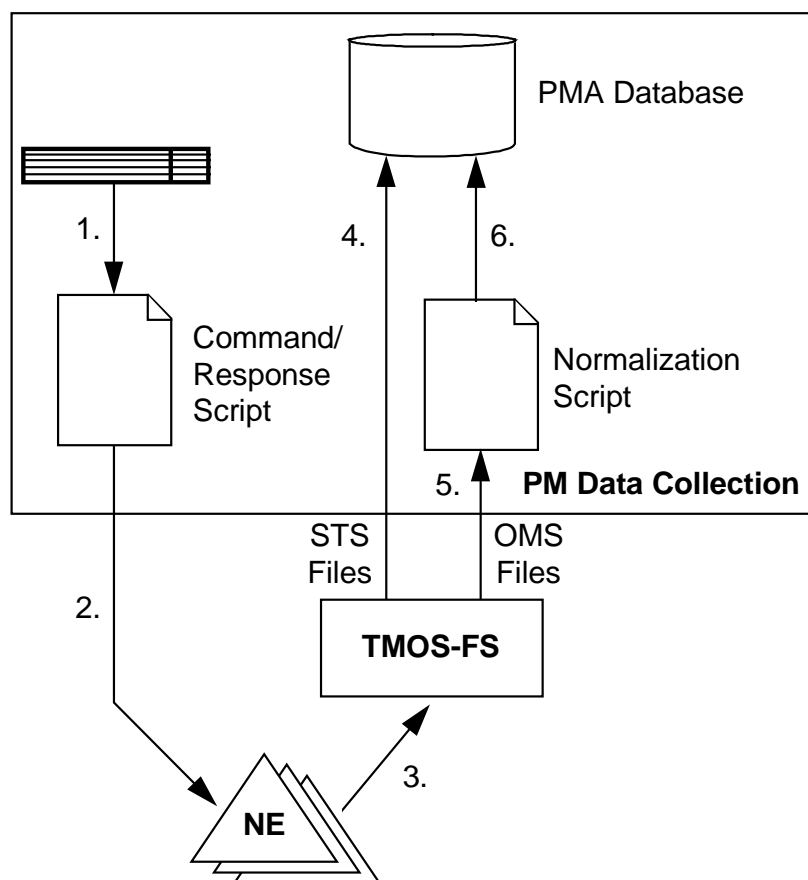 PMA Database
1.
4.
6.
Command/
Response
Script
Normalization
Script
5.
PM Data Collection
STS
Files
OMS
Files
2.
TMOS-FS
3.
NE